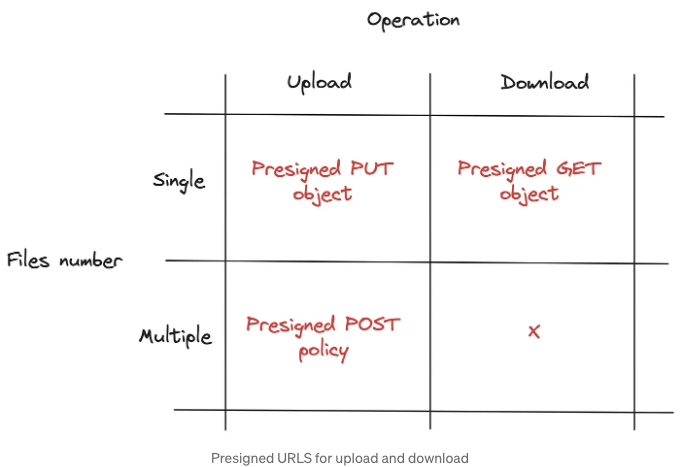 Operation
Upload
Download
Single
Presigned PUT
object
Presigned GET
object
Files number
Multiple
Presigned POST
policy
x
Presigned URLS for upload and download